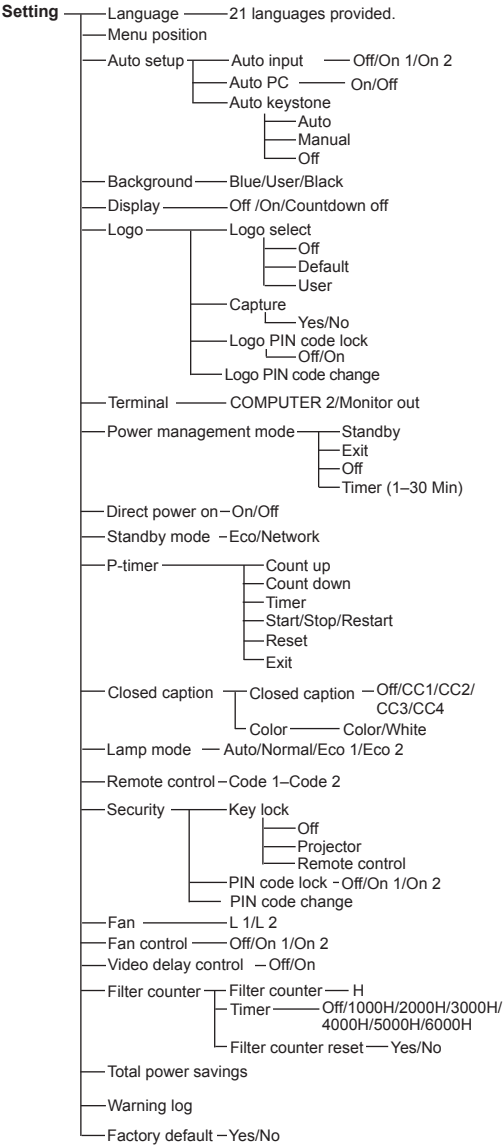 Setting Language 21 languages provided.
Menu position
Auto setup Auto input Off/On 1/On 2
Auto PC On/Off
Auto keystone
Auto
Manual
Off
Background Blue/User/Black
Display Off /On/Countdown off
Logo Logo select
Off
Default
User
Capture
Yes/No
Logo PIN code lock
Off/On
Logo PIN code change
Terminal COMPUTER 2/Monitor out
Power management mode Standby
Exit
Off
Timer (1–30 Min)
Direct power on On/Off
Standby mode Eco/Network
P-timer Count up
Count down
Timer
Start/Stop/Restart
Reset
Exit
Closed caption Closed caption Off/CC1/CC2/
CC3/CC4
Color Color/White
Lamp mode Auto/Normal/Eco 1/Eco 2
Remote control Code 1–Code 2
Security Key lock
Off
Projector
Remote control
PIN code lock Off/On 1/On 2
PIN code change
Fan L 1/L 2
Fan control Off/On 1/On 2
Video delay control Off/On
Filter counter Filter counter H
Timer Off/1000H/2000H/3000H/
4000H/5000H/6000H
Filter counter reset Yes/No
Total power savings
Warning log
Factory default Yes/No